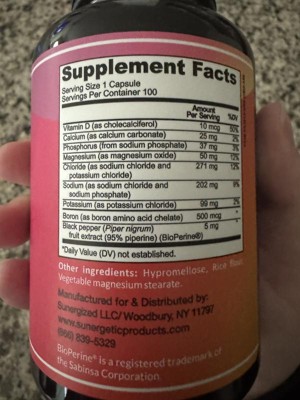 Supplement Facts
Serving Size 1 Capsule
Servings Per Container 100
Amount
Per Serving %DV
Vitamin D (as cholecalciferol) 10 mcg 50%
Calcium (as calcium carbonate) 25 mg 2%
Phosphorus (from sodium phosphate) 37 mg 3%
Magnesium (as magnesium oxide) 50 mg 12%
Chloride (as sodium chloride and 271 mg 12%
potassium chloride)
Sodium (as sodium chloride and 202 mg 9%
sodium phosphate)
Potassium (as potassium chloride) 99 mg 2%
Boron (as boron amino acid chelate) 500 mcg *
Black pepper (Piper nigrum) 5 mg *
fruit extract (95% piperine) (BioPerine®)
*Daily Value (DV) not established.
Other ingredients: Hypromellose, Rice flour,
Vegetable magnesium stearate.
Manufactured for & Distributed by:
Sunergized LLC/ Woodbury, NY 11797
www.sunergeticproducts.com
(866) 839-5329
BioPerine® is a registered trademark of
the Sabinsa Corporation.